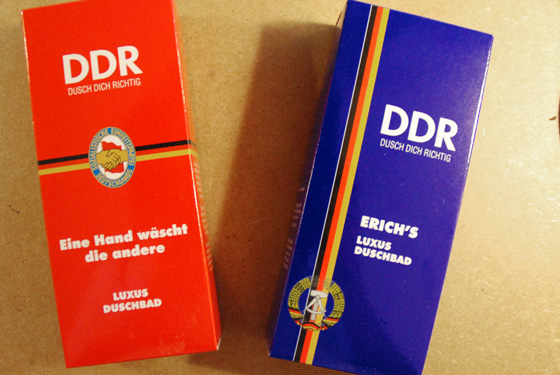 DDR
DUSCH DICH RICHTIG
Eine Hand wäscht
die andere
LUXUS
DUSCHBAD
DDR
DUSCH DICH RICHTIG
ERICH'S
LUXUS
DUSCHBAD